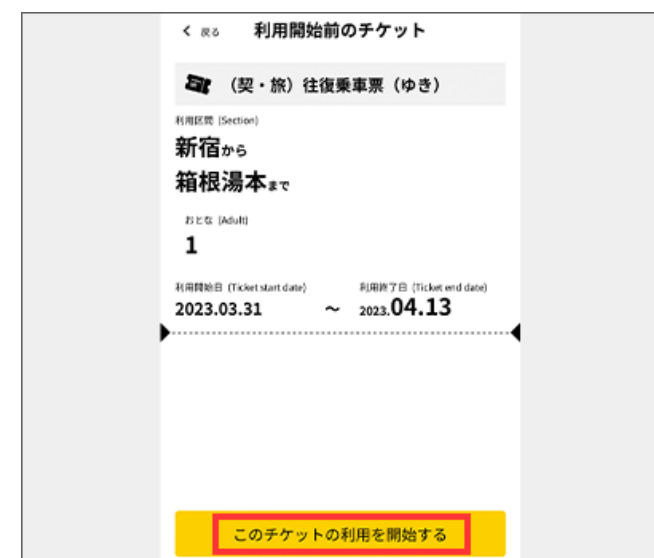 戻る 利用開始前のチケット
（契・旅）往復乗車票（ゆき）
利用区間 (Section)
新宿から
箱根湯本まで
おとな (Adult)
1
利用開始日 (Ticket start date) 利用終了日 (Ticket end date)
2023.03.31 ～ 2023.04.13
このチケットの利用を開始する